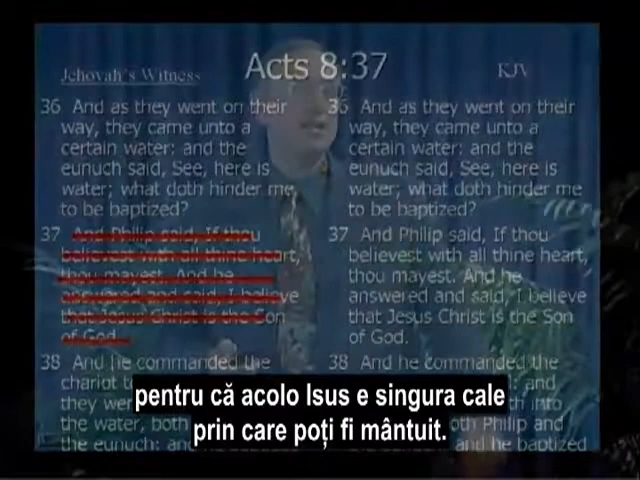 Acts 8:37
Jehovah's Witness
36 And as they went on their
way, they came unto a
certain water: and the
eunuch said, See, here is
water; what doth hinder me
to be baptized?
37 And Philip said, If thou
believest with all thine heart,
thou mayest. And he
answered and said, I believe
that Jesus Christ is the Son
of God.
38 And he commanded the
chariot to
they wer
the water, both
the eunuch: and
KJV
36 And as they went on their
way, they came unto a
certain water: and the
eunuch said, See, here is
water; what doth hinder me
to be baptized?
37 And Philip said, If thou
believest with all thine heart,
thou mayest. And he
answered and said, I believe
that Jesus Christ is the Son
of God.
38 And he commanded the
: and
into
both Philip and
and he baptized
pentru că acolo Isus e singura cale
prin care poți fi mântuit.